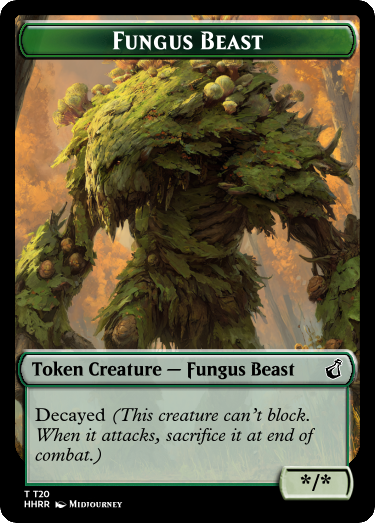 Fungus Beast
Token Creature — Fungus Beast
Decayed (This creature can't block.
When it attacks, sacrifice it at end of
combat.)
*/*
T T20
HHRR Midjourney